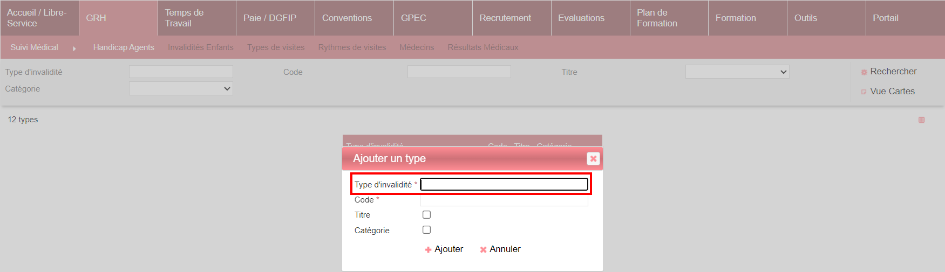 Accueil / Libre-Service GRH Temps de Travail Paie / DGFIP Conventions GPEC Recrutement Evaluations Plan de Formation Formation Outils Portail
Suivi Médical Handicap Agents Invalidités Enfants Types de visites Rythmes de visites Médecins Résultats Médicaux
Type d'invalidité Code Titre Rechercher
Catégorie Vue Cartes
12 types
Type d'invalidité Code Titre Catégorie
Ajouter un type
Type d'invalidité *
Code *
Titre
Catégorie
Ajouter Annuler